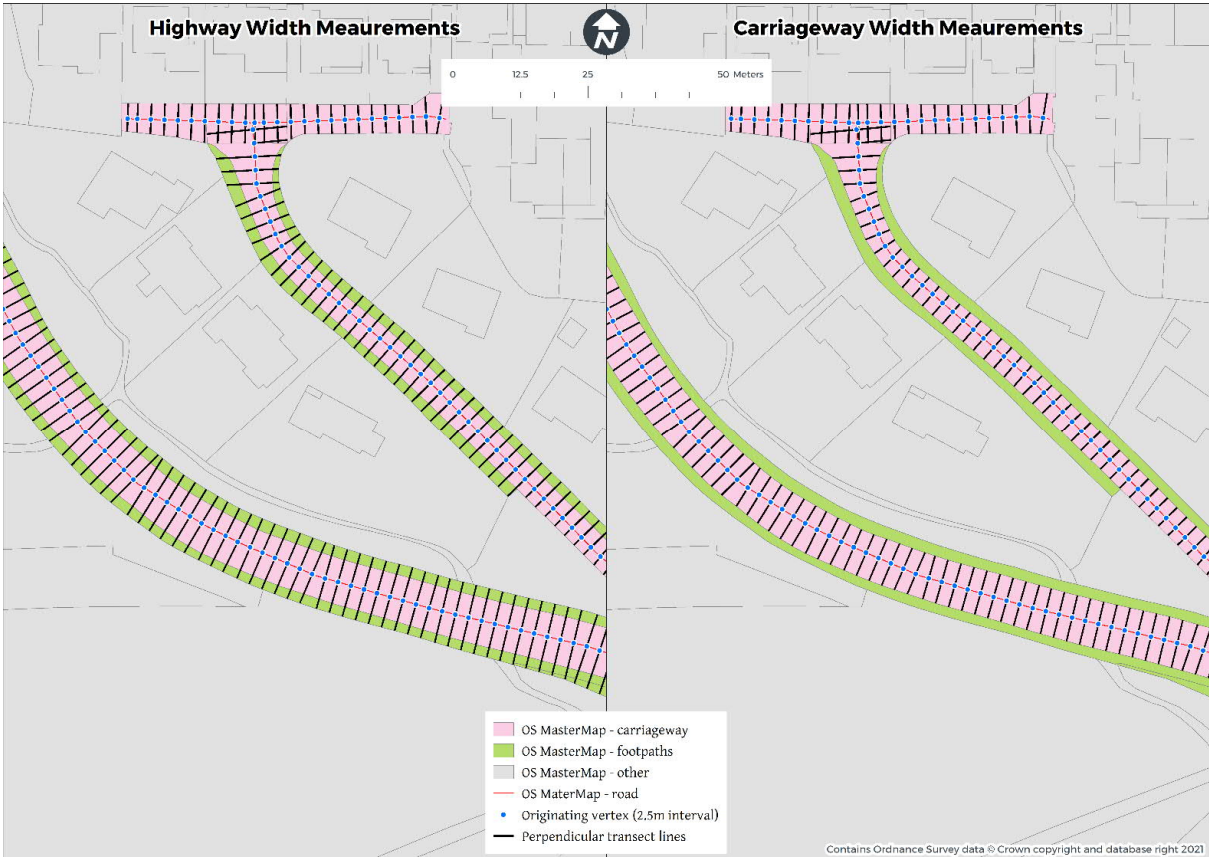 Highway Width Meaurements
N
Carriageway Width Meaurements
0 12.5 25 50 Meters
OS MasterMap - carriageway
OS MasterMap - footpaths
OS MasterMap - other
OS MaterMap - road
Originating vertex (2.5m interval)
Perpendicular transect lines
Contains Ordnance Survey data © Crown copyright and database right 2021